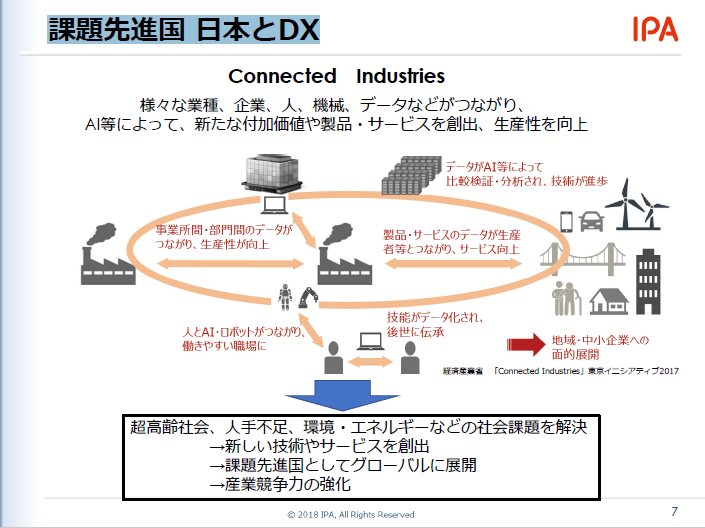 課題先進国 日本とDX
IPA
Connected Industries
様々な業種、企業、人、機械、データなどがつながり、
AI等によって、新たな付加価値や製品・サービスを創出、生産性を向上
データがAI等によって
比較検証・分析され、技術が進歩
事業所間・部門間のデータが
つながり、生産性が向上
製品・サービスのデータが生産
者等とつながり、サービス向上
人とAI・ロボットがつながり、
働きやすい職場に
技能がデータ化され、
後世に伝承
地域・中小企業への
面的展開
経済産業省 「Connected Industries」東京イニシアティブ2017
超高齢社会、人手不足、環境・エネルギーなどの社会課題を解決
→新しい技術やサービスを創出
→課題先進国としてグローバルに展開
→産業競争力の強化
© 2018 IPA, All Rights Reserved
7